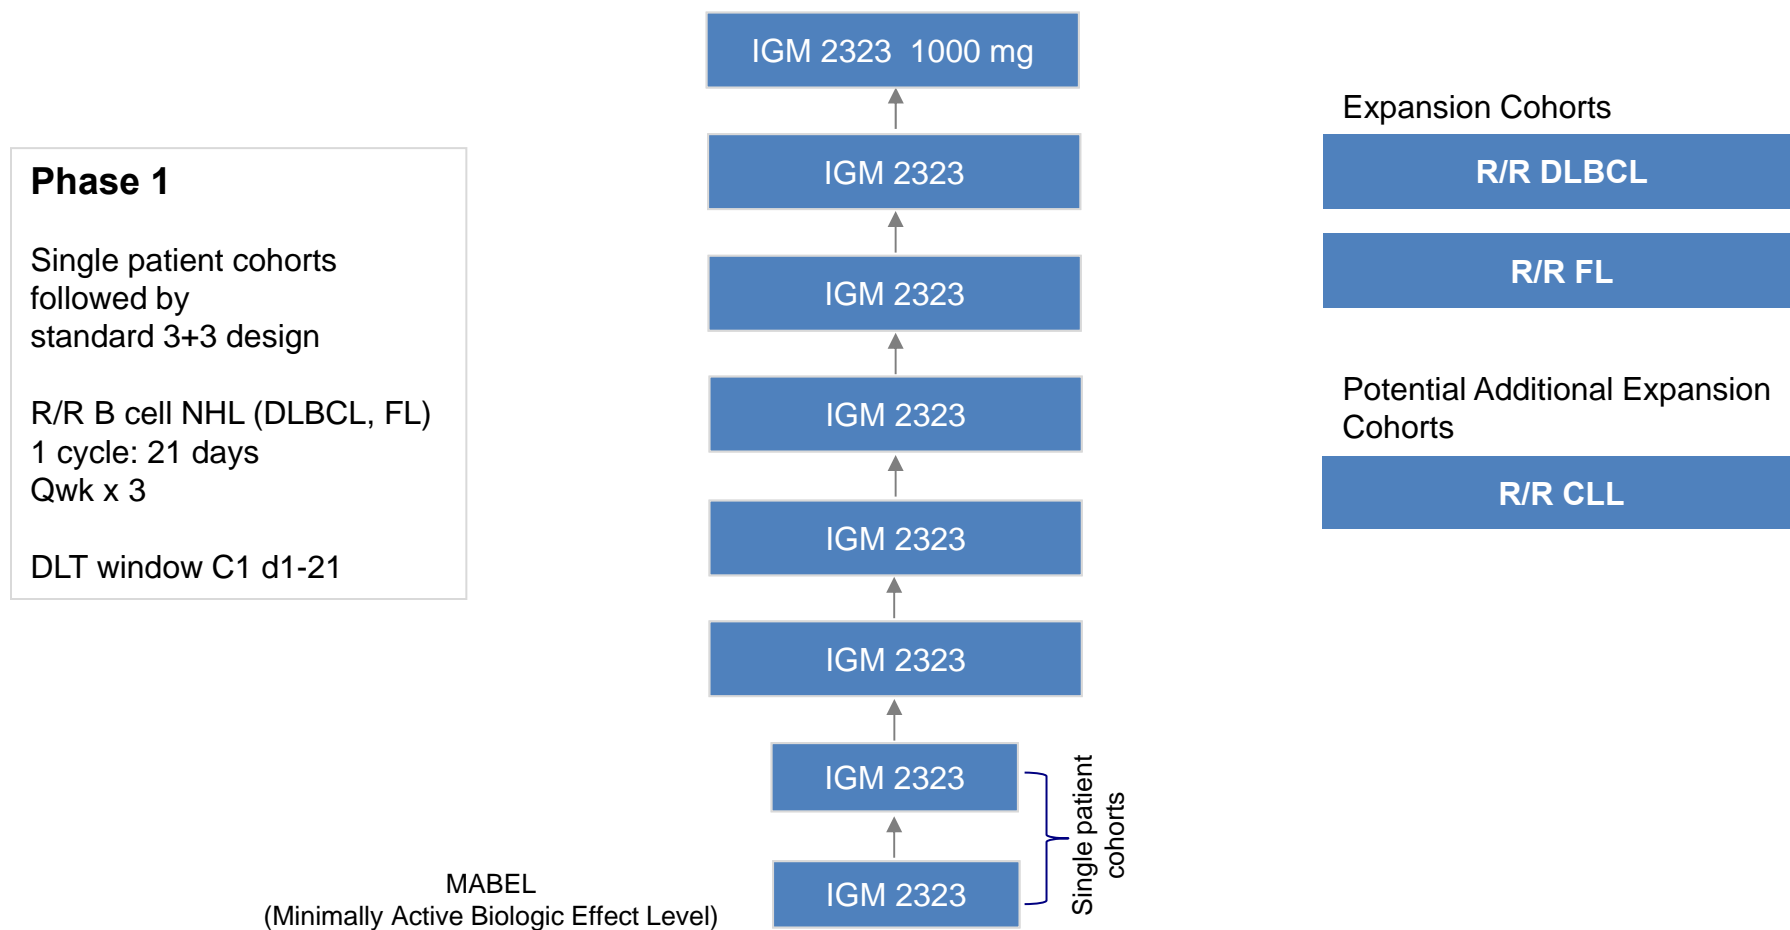 Phase 1
Single patient cohorts
followed by
standard 3+3 design
R/R B cell NHL (DLBCL, FL)
1 cycle: 21 days
Qwk x 3
DLT window C1 d1-21
IGM 2323  1000 mg
IGM 2323
IGM 2323
IGM 2323
IGM 2323
IGM 2323
IGM 2323
IGM 2323
MABEL
(Minimally Active Biologic Effect Level)
Single patient
cohorts
Expansion Cohorts
R/R DLBCL
R/R FL
Potential Additional Expansion
Cohorts
R/R CLL